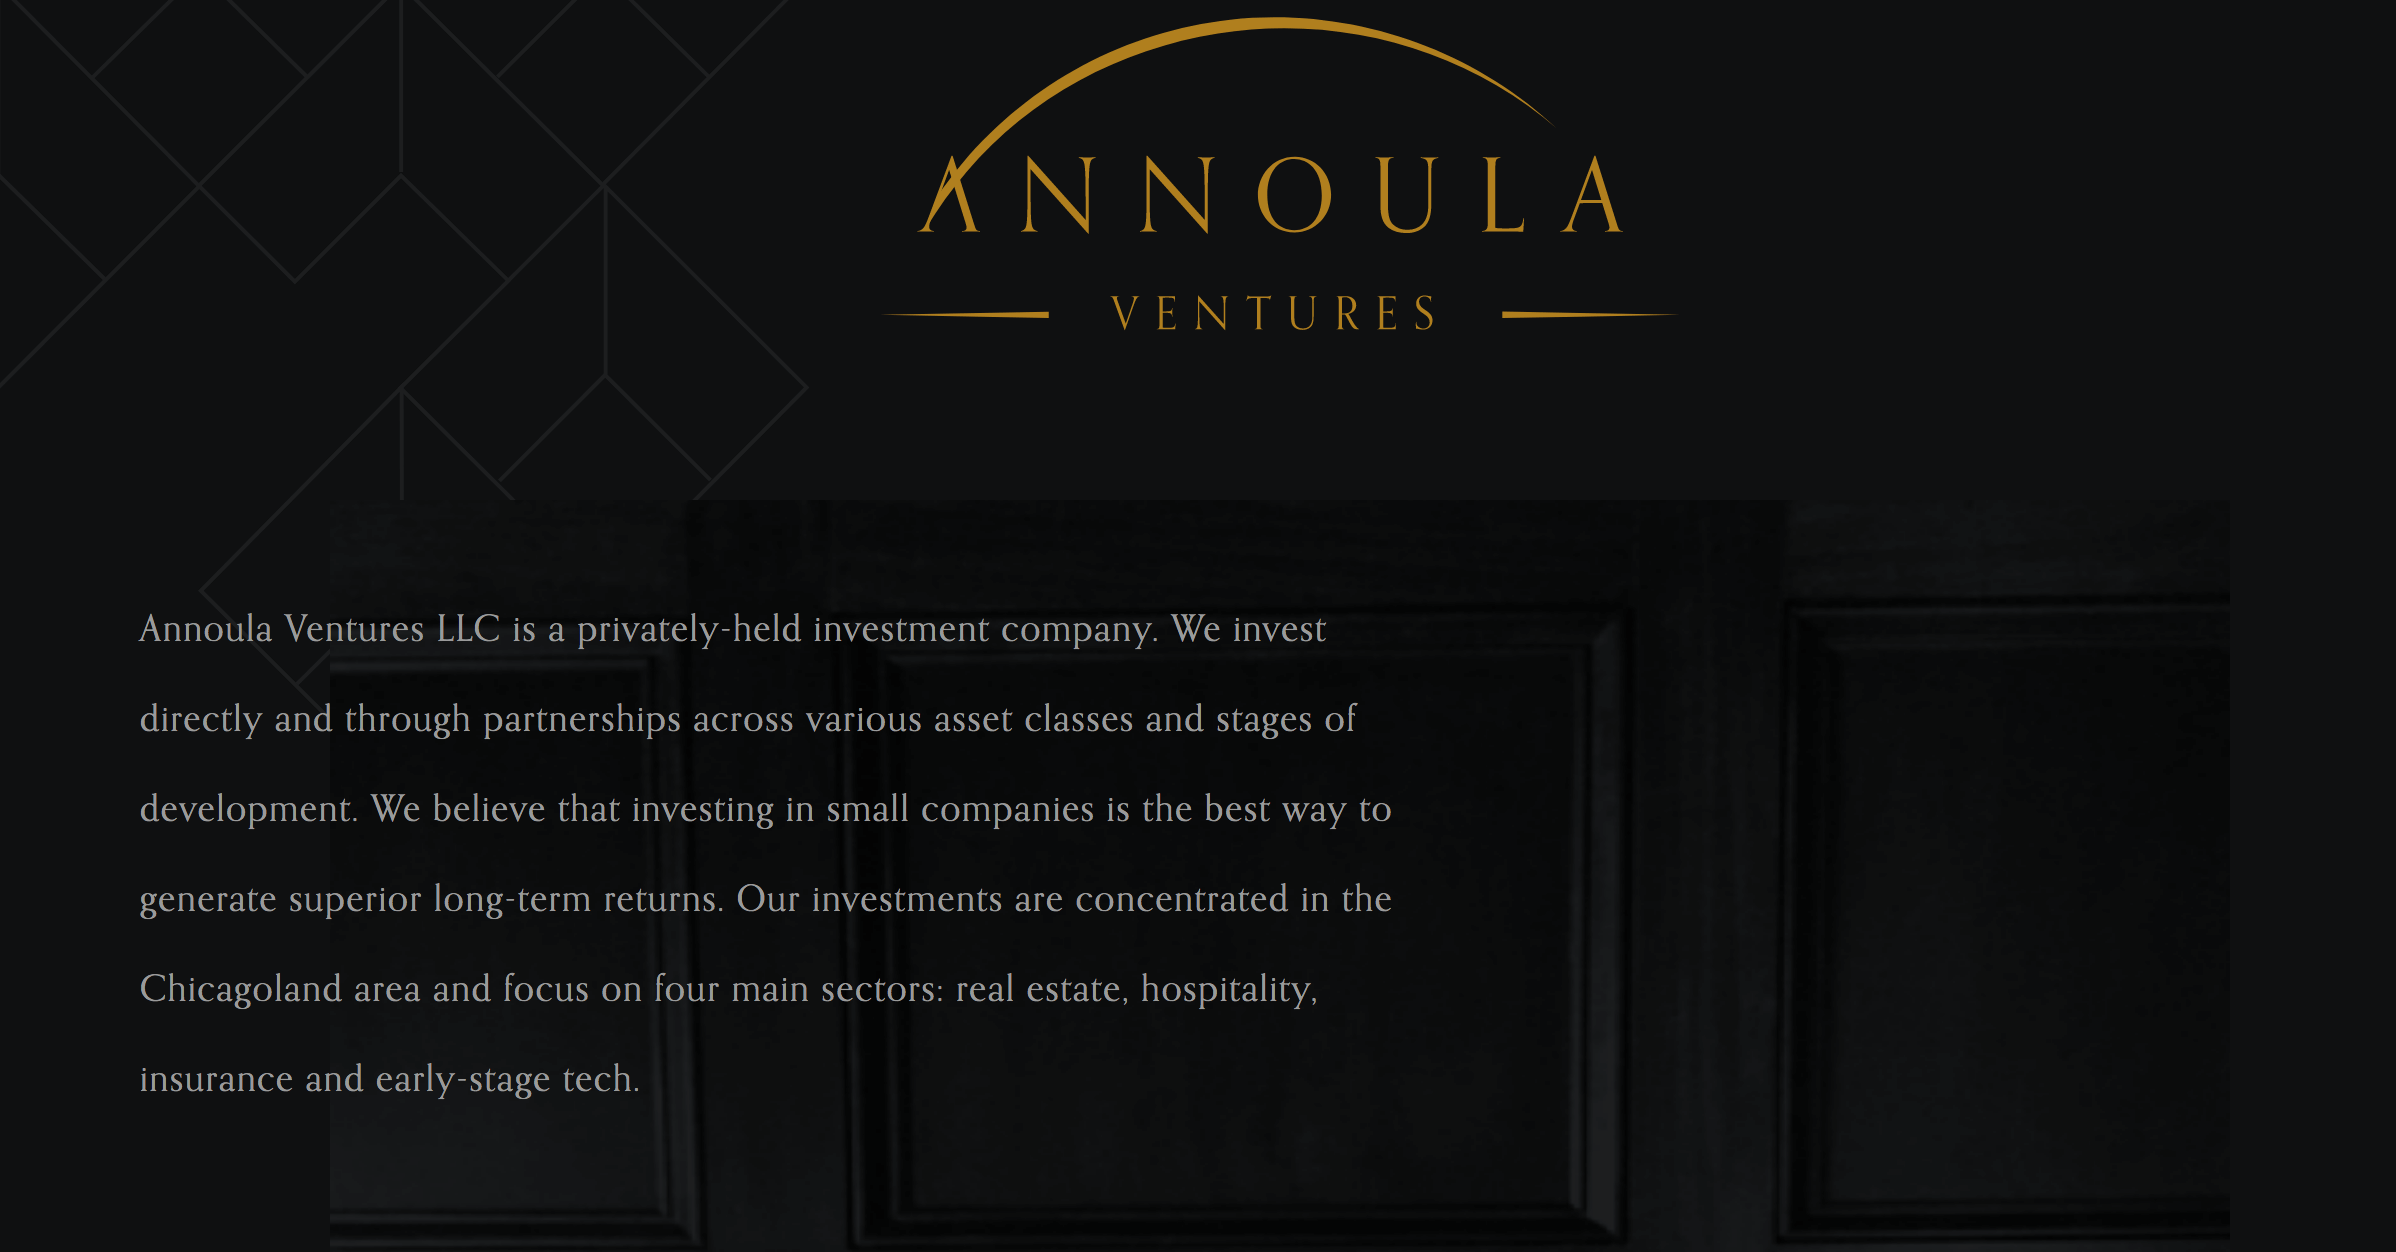 ANNOULA
VENTURES
Annoula Ventures LLC is a privately-held investment company. We invest
directly and through partnerships across various asset classes and stages of
development. We believe that investing in small companies is the best way to
generate superior long-term returns. Our investments are concentrated in the
Chicagoland area and focus on four main sectors: real estate, hospitality,
insurance and early-stage tech.